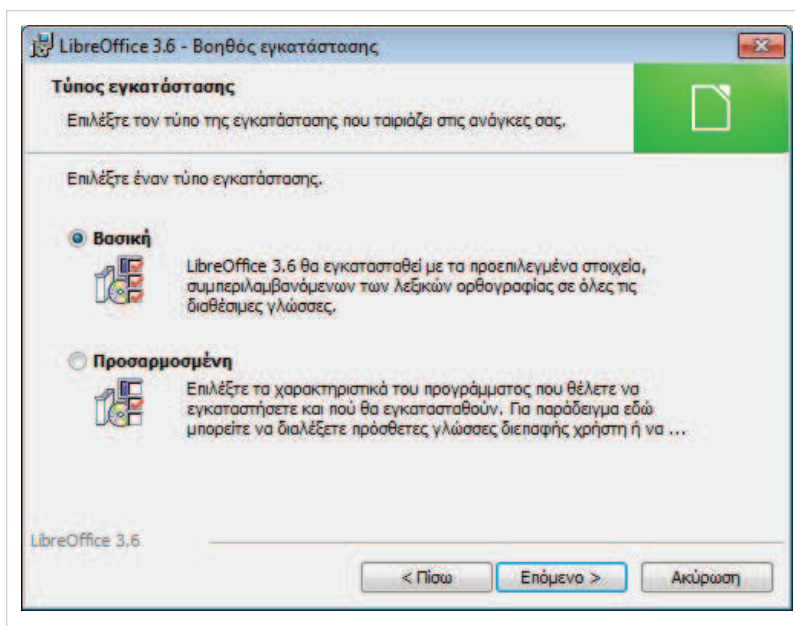 LibreOffice 3.6 - Βοηθός εγκατάστασης
Τύπος εγκατάστασης
Επιλέξτε τον τύπο της εγκατάστασης που ταιριάζει στις ανάγκες σας.
Επιλέξτε έναν τύπο εγκατάστασης.
Βασική
LibreOffice 3.6 θα εγκατασταθεί με τα προεπιλεγμένα στοιχεία,
συμπεριλαμβανόμενων των λεξικών ορθογραφίας σε όλες τις
διαθέσιμες γλώσσες.
Προσαρμοσμένη
Επιλέξτε τα χαρακτηριστικά του προγράμματος που θέλετε να
εγκαταστήσετε και πού θα εγκατασταθούν. Για παράδειγμα εδώ
μπορείτε να διαλέξετε πρόσθετες γλώσσες διεπαφής χρήστη ή να ...
LibreOffice 3.6
< Πίσω
Επόμενο >
Ακύρωση